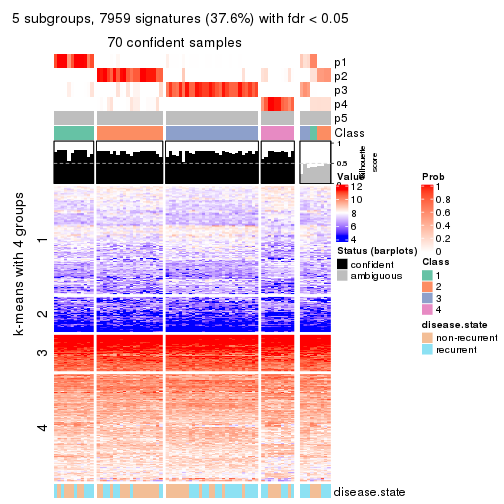 5 subgroups, 7959 signatures (37.6%) with fdr < 0.05
70 confident samples
p1
p2
p3
p4
p5
Class
1
0.5
0
Silhouette
score
k-means with 4 groups
1
2
3
4
disease.state
Value
12
10
8
6
4
Status (barplots)
confident
ambiguous
Prob
1
0.8
0.6
0.4
0.2
0
Class
1
2
3
4
disease.state
non-recurrent
recurrent